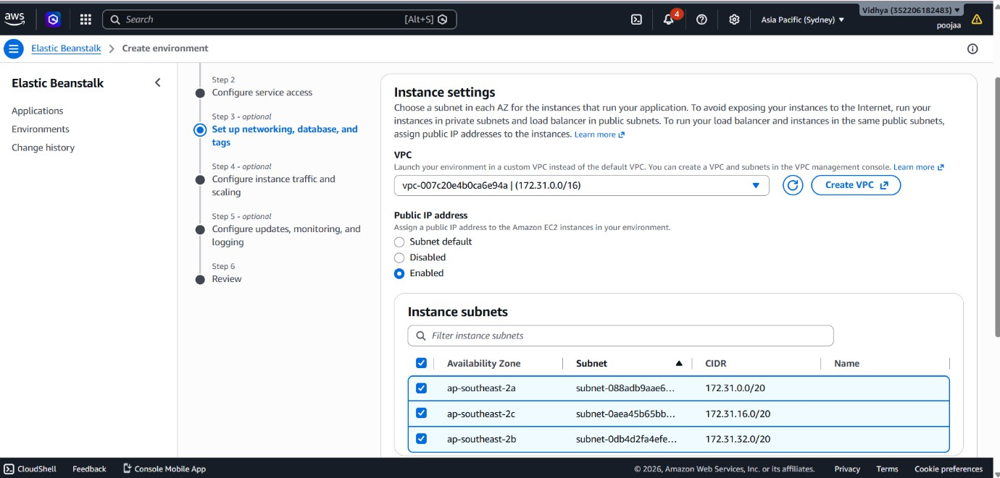 aws
Search
[Alt+S]
4
Asia Pacific (Sydney)
Vidhya (352206182483)
poojaa
Elastic Beanstalk
Create environment
Elastic Beanstalk
Applications
Environments
Change history
Step 2
Configure service access
Step 3 - optional
Set up networking, database, and
tags
Step 4 - optional
Configure instance traffic and
scaling
Step 5 - optional
Configure updates, monitoring, and
logging
Step 6
Review
Instance settings
Choose a subnet in each AZ for the instances that run your application. To avoid exposing your instances to the Internet, run your
instances in private subnets and load balancer in public subnets. To run your load balancer and instances in the same public subnets,
assign public IP addresses to the instances. Learn more
VPC
Launch your environment in a custom VPC instead of the default VPC. You can create a VPC and subnets in the VPC management console. Learn more
vpc-007c20e4b0ca6e94a | (172.31.0.0/16)
Create VPC
Public IP address
Assign a public IP address to the Amazon EC2 instances in your environment.
Subnet default
Disabled
Enabled
Instance subnets
Filter instance subnets
Availability Zone Subnet CIDR Name
ap-southeast-2a subnet-088adb9aae6... 172.31.0.0/20
ap-southeast-2c subnet-0aea45b65bb... 172.31.16.0/20
ap-southeast-2b subnet-0db4d2fa4efe... 172.31.32.0/20
CloudShell Feedback Console Mobile App © 2026, Amazon Web Services, Inc. or its affiliates. Privacy Terms Cookie preferences